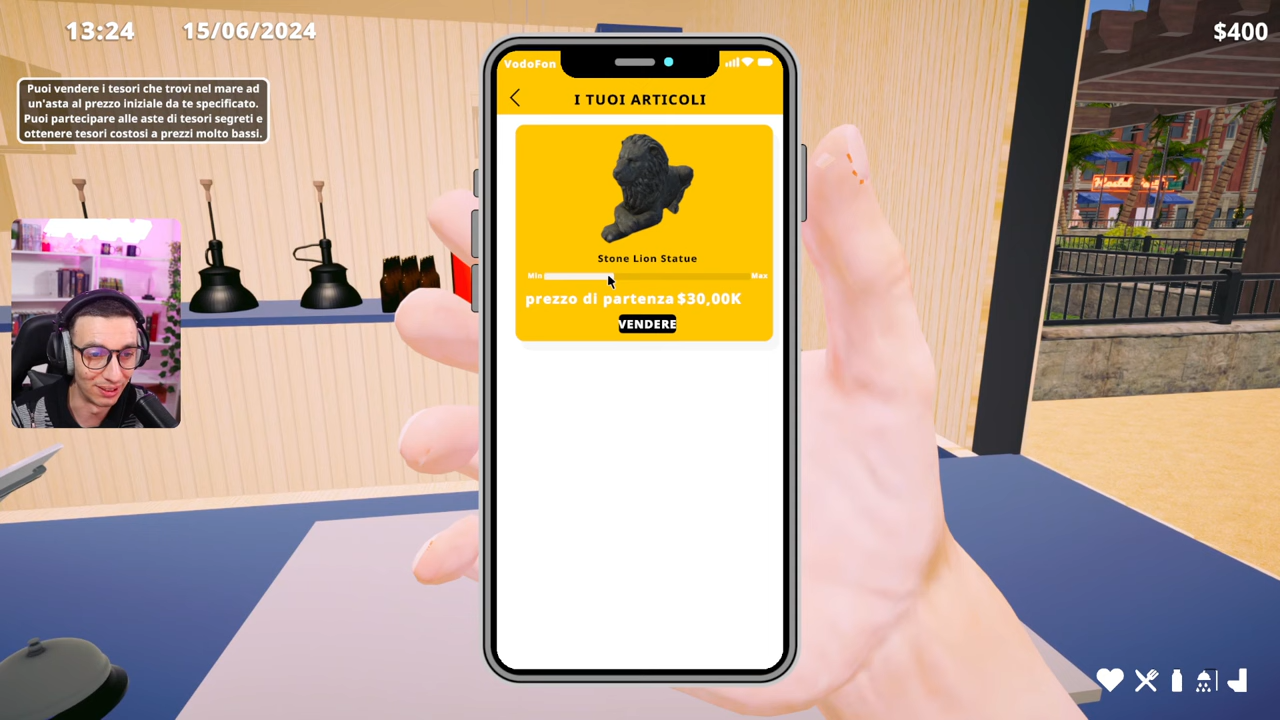 13:24
15/06/2024
$400
Puoi vendere i tesori che trovi nel mare ad
un'asta al prezzo iniziale da te specificato.
Puoi partecipare alle aste di tesori segreti e
ottenere tesori costosi a prezzi molto bassi.
VodoFon
I TUOI ARTICOLI
Stone Lion Statue
Min
Max
prezzo di partenza $30,00K
VENDERE